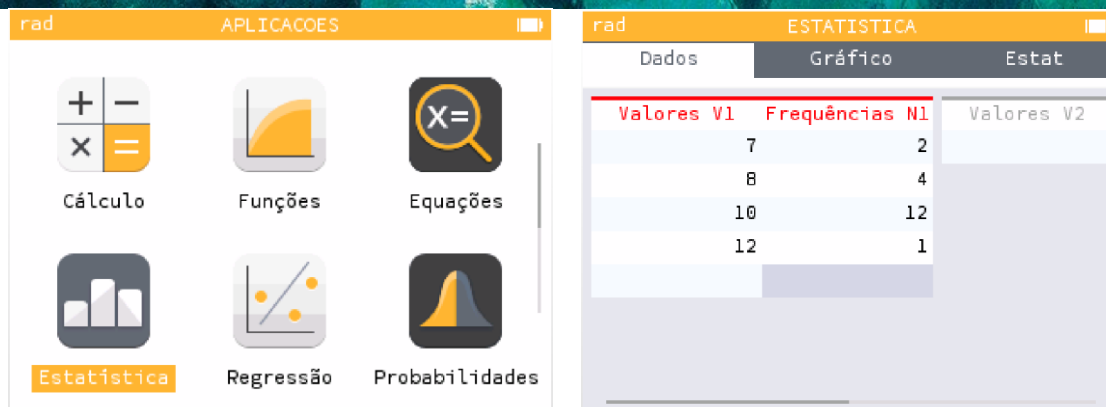 rad APLICACOES
+ -
× =
X=
Cálculo Funções Equações
Estatística Regressão Probabilidades
rad ESTATISTICA
Dados Gráfico Estat
Valores V1 Frequências N1 Valores V2
7 2
8 4
10 12
12 1